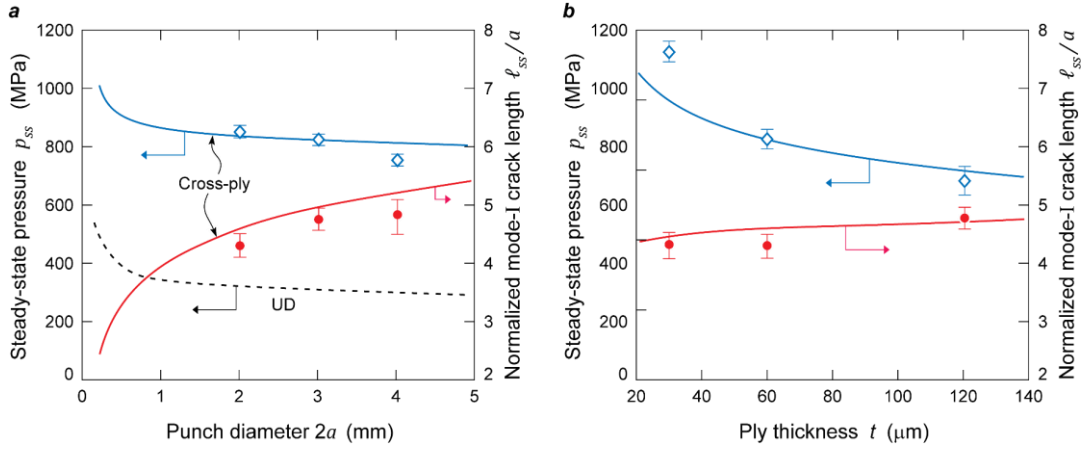 a
Steady-state pressure p_ss (MPa)
1200
1000
800
600
400
200
0
Cross-ply
UD
8
7
6
5
4
3
2
Normalized mode-I crack length ℓ_ss/a
0 1 2 3 4 5
Punch diameter 2a (mm)
b
Steady-state pressure p_ss (MPa)
1200
1000
800
600
400
200
0
8
7
6
5
4
3
2
Normalized mode-I crack length ℓ_ss/a
20 40 60 80 100 120 140
Ply thickness t (μm)